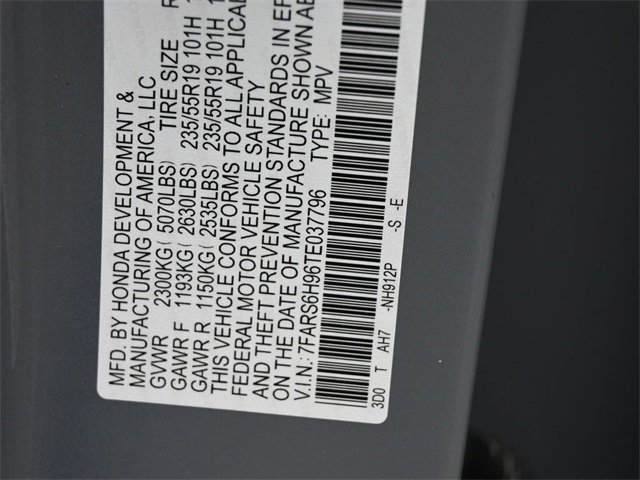 MFD. BY HONDA DEVELOPMENT &
MANUFACTURING OF AMERICA, LLC
GVWR 2300KG( 5070LBS) TIRE SIZE R
GAWR F 1193KG( 2630LBS) 235/55R19 101H
GAWR R 1150KG( 2535LBS) 235/55R19 101H
THIS VEHICLE CONFORMS TO ALL APPLICA
FEDERAL MOTOR VEHICLE SAFETY
AND THEFT PREVENTION STANDARDS IN EF
ON THE DATE OF MANUFACTURE SHOWN AB
V.I.N.: 7FARS6H96TE037796 TYPE: MPV
3D0 T AH7 -NH912P -S -E